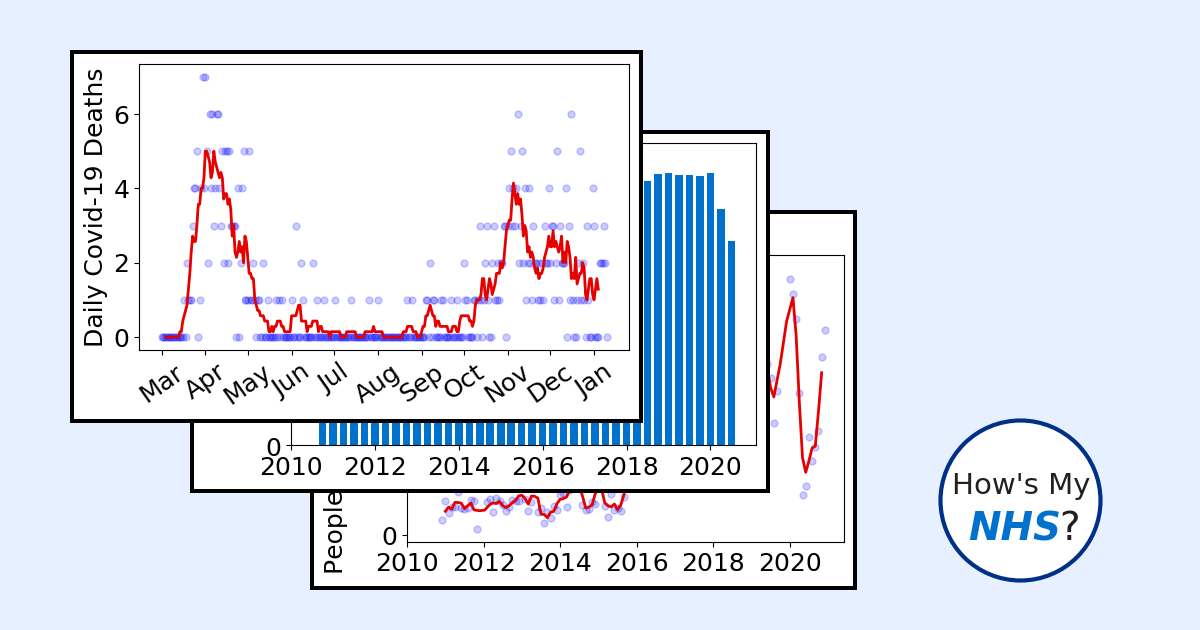 Daily Covid-19 Deaths
6
4
2
0
Mar Apr May Jun Jul Aug Sep Oct Nov Dec Jan
0
2010 2012 2014 2016 2018 2020
People
0
2010 2012 2014 2016 2018 2020
How's My
NHS?